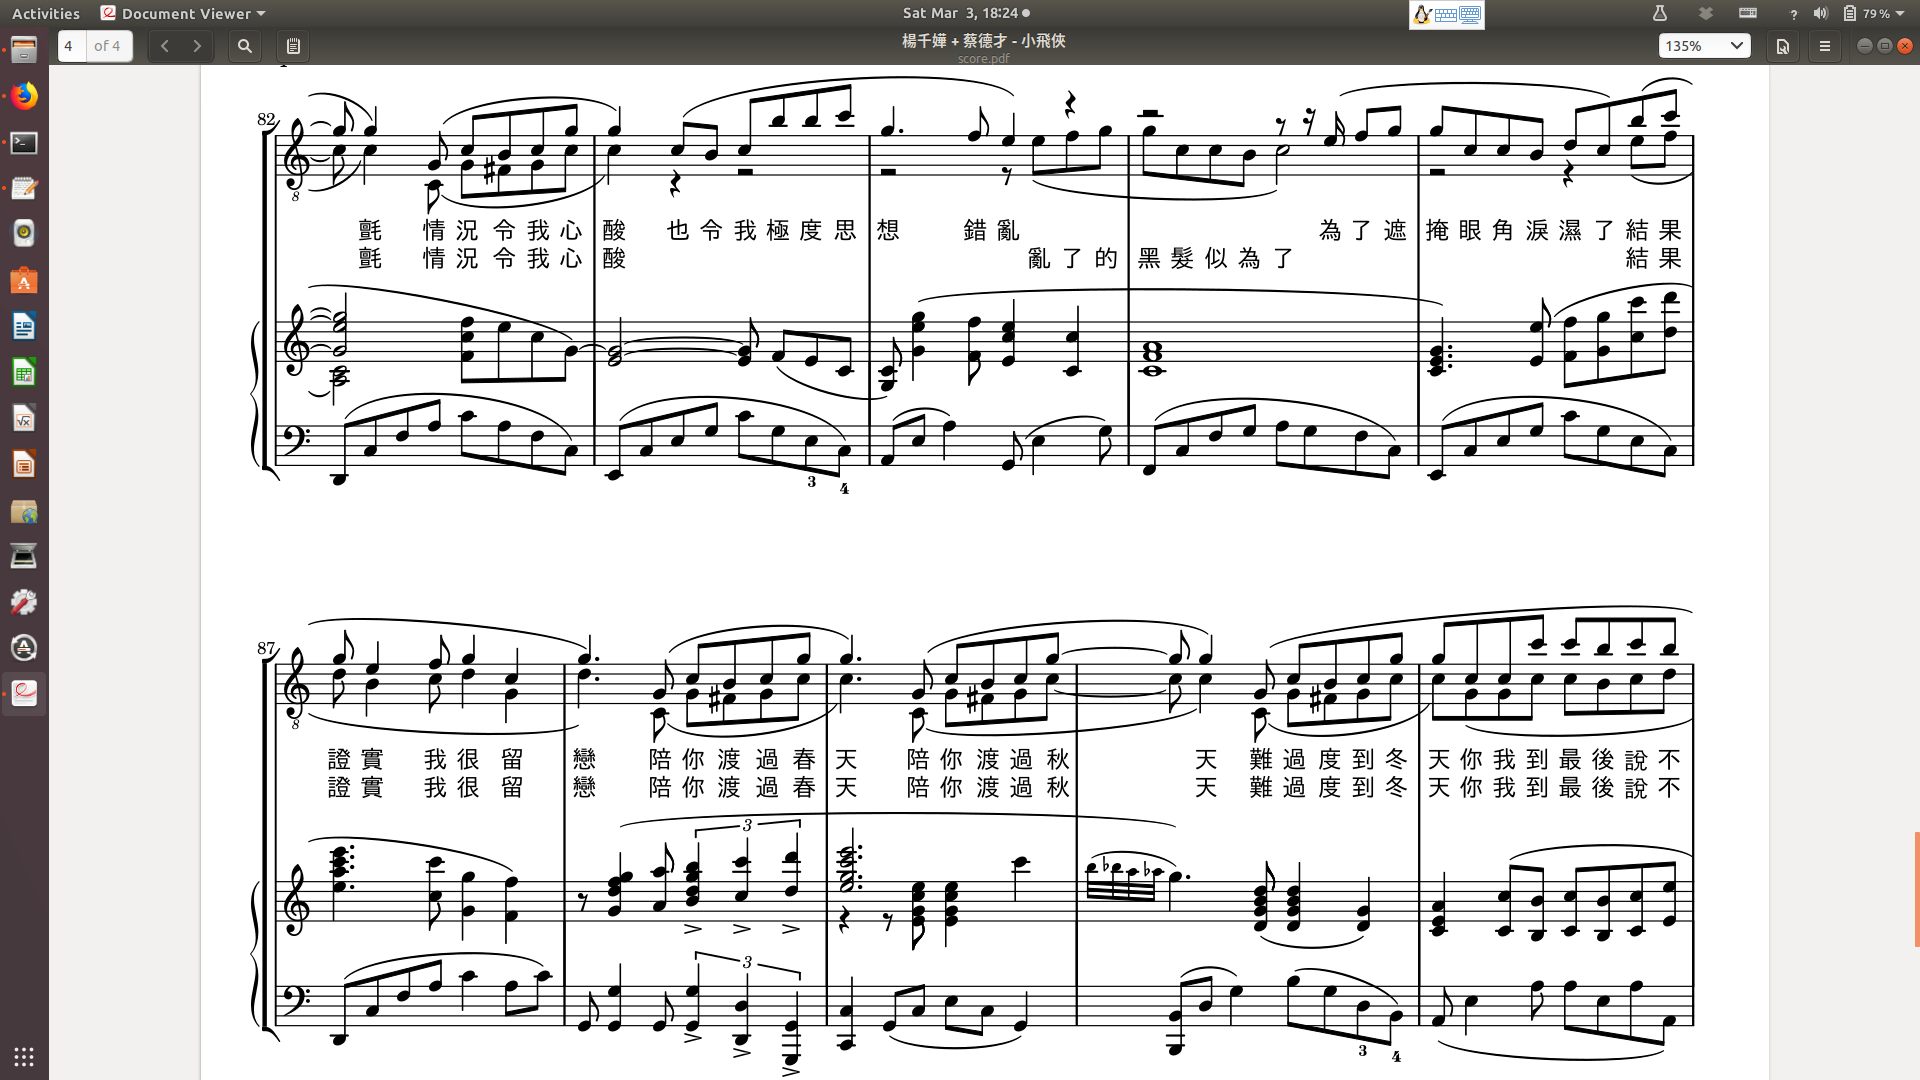 Activities Document Viewer Sat Mar 3, 18:24 ? 79 %
4 of 4 楊千嬅 + 蔡德才 - 小飛俠 135%
score.pdf
82
8
氈 情 況 令 我 心 酸 也 令 我 極 度 思 想 錯 亂 為 了 遮 掩 眼 角 淚 濕 了 結 果
氈 情 況 令 我 心 酸 亂 了 的 黑 髮 似 為 了 結 果
3 4
87
8
證 實 我 很 留 戀 陪 你 渡 過 春 天 陪 你 渡 過 秋 天 難 過 度 到 冬 天 你 我 到 最 後 說 不
證 實 我 很 留 戀 陪 你 渡 過 春 天 陪 你 渡 過 秋 天 難 過 度 到 冬 天 你 我 到 最 後 說 不
3
3
3 4